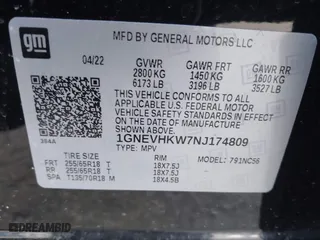 gm
MFD BY GENERAL MOTORS LLC
04/22 GVWR GAWR FRT GAWR RR
2800 KG 1450 KG 1600 KG
6173 LB 3196 LB 3527 LB
THIS VEHICLE CONFORMS TO ALL APPLICABLE
U.S. FEDERAL MOTOR VEHICLE SAFETY
STANDARDS IN EFFECT ON THE DATE OF
MANUFACTURE SHOWN ABOVE.
1GNEVHKW7NJ174809
TYPE: MPV MODEL: 791NC56
TIRE SIZE RIM
FRT 255/65R18 T 18X7.5J
RR 255/65R18 T 18X7.5J
SPA T135/70R18 M 18X4.5B